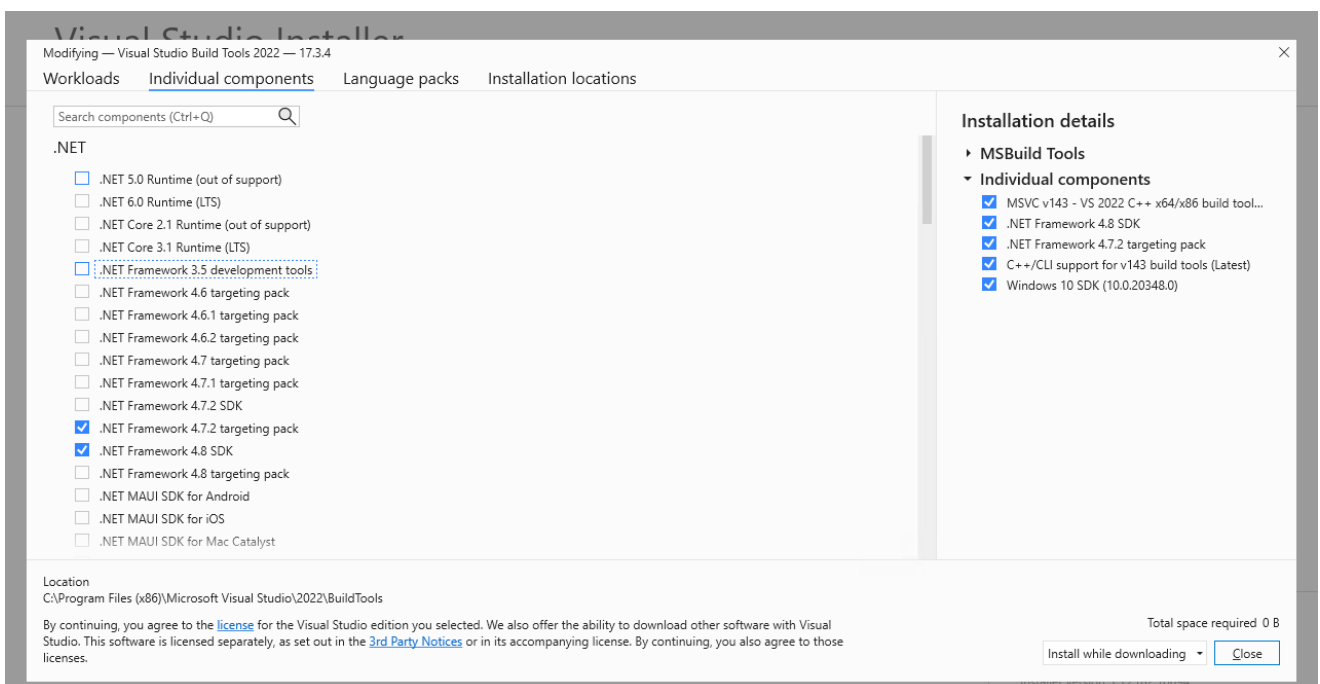 Visual Studio Installer
Modifying — Visual Studio Build Tools 2022 — 17.3.4
Workloads Individual components Language packs Installation locations
Search components (Ctrl+Q)
.NET
.NET 5.0 Runtime (out of support)
.NET 6.0 Runtime (LTS)
.NET Core 2.1 Runtime (out of support)
.NET Core 3.1 Runtime (LTS)
.NET Framework 3.5 development tools
.NET Framework 4.6 targeting pack
.NET Framework 4.6.1 targeting pack
.NET Framework 4.6.2 targeting pack
.NET Framework 4.7 targeting pack
.NET Framework 4.7.1 targeting pack
.NET Framework 4.7.2 SDK
.NET Framework 4.7.2 targeting pack
.NET Framework 4.8 SDK
.NET Framework 4.8 targeting pack
.NET MAUI SDK for Android
.NET MAUI SDK for iOS
.NET MAUI SDK for Mac Catalyst
Installation details
MSBuild Tools
Individual components
MSVC v143 - VS 2022 C++ x64/x86 build tool...
.NET Framework 4.8 SDK
.NET Framework 4.7.2 targeting pack
C++/CLI support for v143 build tools (Latest)
Windows 10 SDK (10.0.20348.0)
Location
C:\Program Files (x86)\Microsoft Visual Studio\2022\BuildTools
By continuing, you agree to the license for the Visual Studio edition you selected. We also offer the ability to download other software with Visual
Studio. This software is licensed separately, as set out in the 3rd Party Notices or in its accompanying license. By continuing, you also agree to those
licenses.
Total space required 0 B
Install while downloading
Close